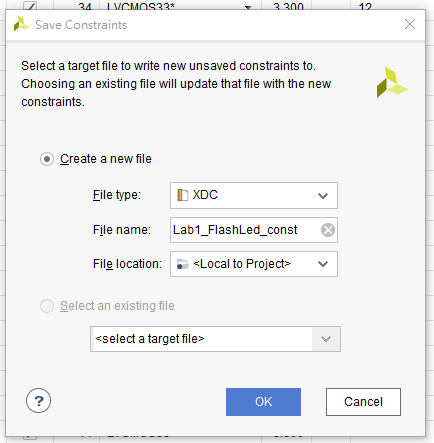 34 LVCMOS33* 3.300 12
Save Constraints
Select a target file to write new unsaved constraints to.
Choosing an existing file will update that file with the new
constraints.
Create a new file
File type: XDC
File name: Lab1_FlashLed_const
File location: <Local to Project>
Select an existing file
<select a target file>
? OK Cancel